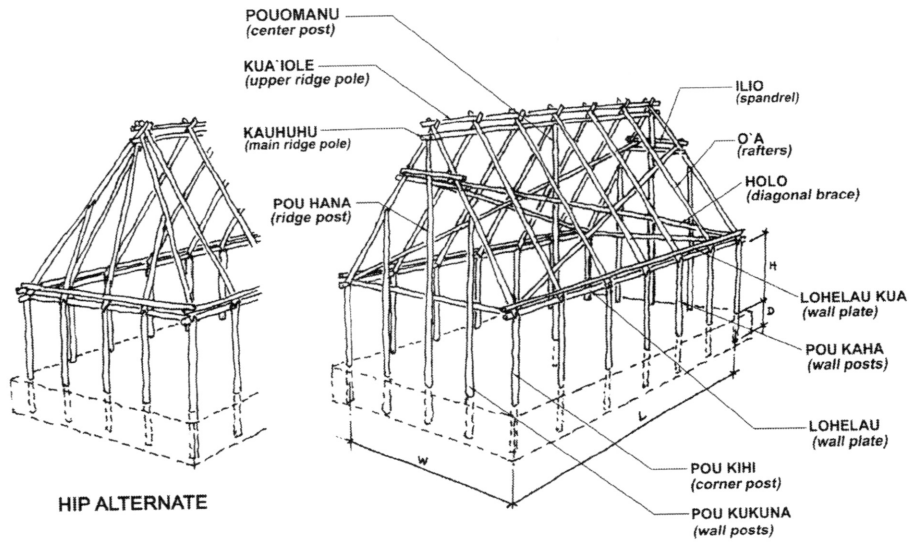 POUOMANU
(center post)
KUA`IOLE
(upper ridge pole)
KAUHUHU
(main ridge pole)
POU HANA
(ridge post)
ILIO
(spandrel)
O`A
(rafters)
HOLO
(diagonal brace)
H
LOHELAU KUA
(wall plate)
D
POU KAHA
(wall posts)
LOHELAU
(wall plate)
L
W
POU KIHI
(corner post)
POU KUKUNA
(wall posts)
HIP ALTERNATE